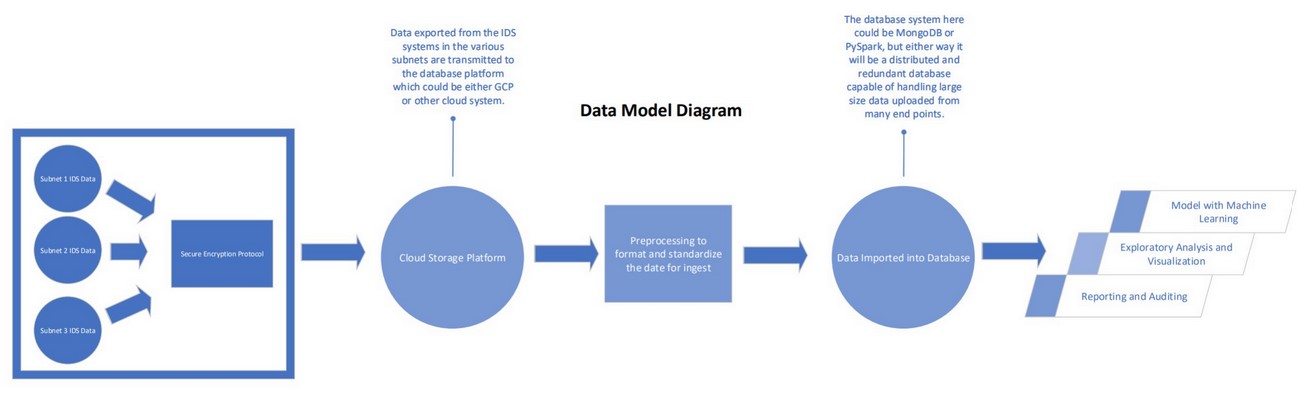 Data Model Diagram
Subnet 1 IDS Data
Subnet 2 IDS Data
Subnet 3 IDS Data
Secure Encryption Protocol
Data exported from the IDS
systems in the various
subnets are transmitted to
the database platform
which could be either GCP
or other cloud system.
Cloud Storage Platform
Preprocessing to
format and standardize
the date for ingest
The database system here
could be MongoDB or
PySpark, but either way it
will be a distributed and
redundant database
capable of handling large
size data uploaded from
many end points.
Data Imported into Database
Model with Machine
Learning
Exploratory Analysis and
Visualization
Reporting and Auditing